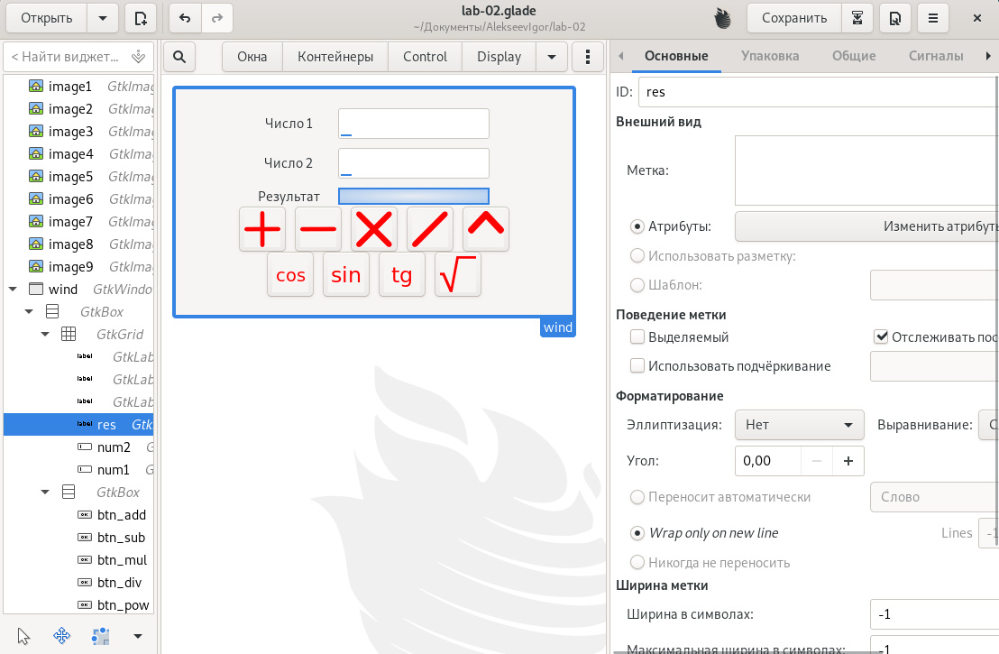 Открыть
lab-02.glade
~/Документы/AlekseevIgor/lab-02
Сохранить
< Найти виджет...
Окна
Контейнеры
Control
Display
Основные
Упаковка
Общие
Сигналы
image1 GtkImag
image2 GtkImag
image3 GtkImag
image4 GtkImag
image5 GtkImag
image6 GtkImag
image7 GtkImag
image8 GtkImag
image9 GtkImag
wind GtkWindo
GtkBox
GtkGrid
label GtkLab
label GtkLab
label GtkLab
label res Gtk
num2 G
num1 G
GtkBox
OK btn_add
OK btn_sub
OK btn_mul
OK btn_div
OK btn_pow
Число 1
Число 2
Результат
cos
sin
tg
√
wind
ID:
res
Внешний вид
Метка:
Атрибуты:
Изменить атрибуть
Использовать разметку:
Шаблон:
Поведение метки
Выделяемый
Отслеживать пос
Использовать подчёркивание
Форматирование
Эллиптизация:
Нет
Выравнивание:
С
Угол:
0,00
− +
Переносит автоматически
Слово
Wrap only on new line
Lines
-1
Никогда не переносить
Ширина метки
Ширина в символах:
-1
Максимальная ширина в символах:
-1